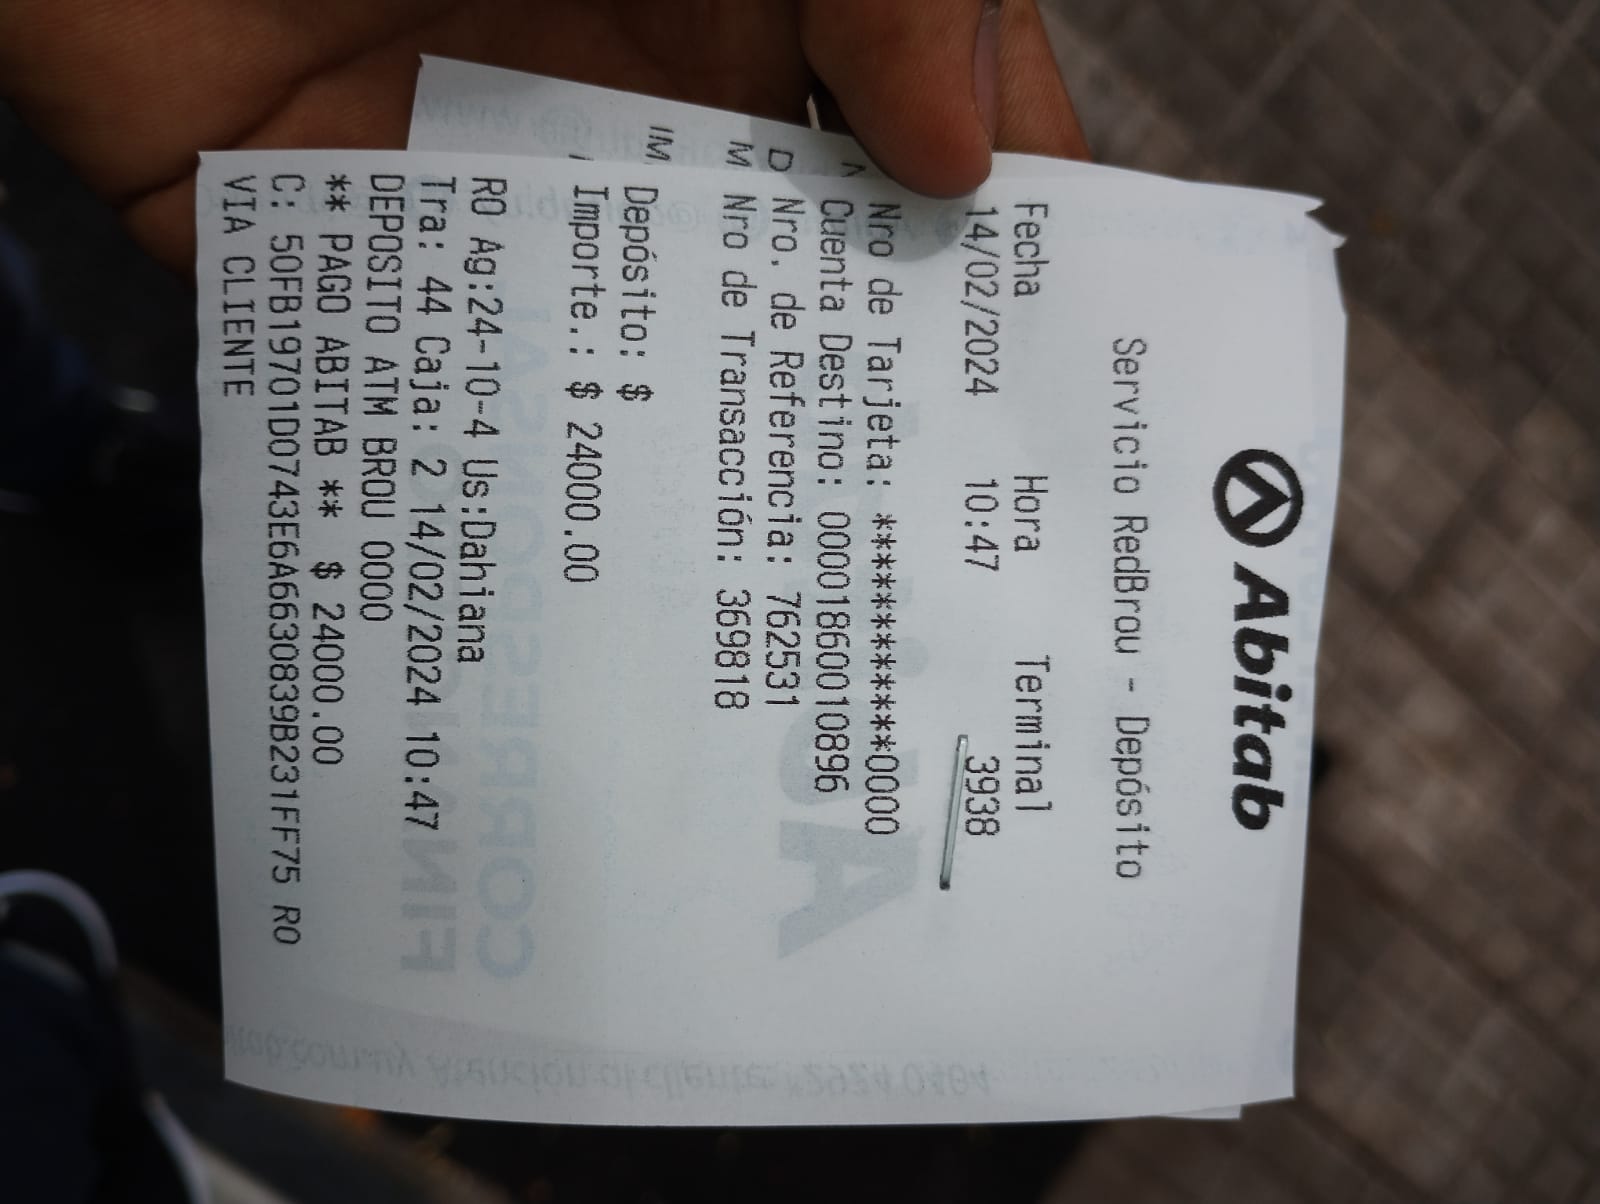 Abitab
Servicio RedBrou - Depósito
Fecha Hora Terminal
14/02/2024 10:47 3938
Nro de Tarjeta: ************0000
Cuenta Destino: 00001860010896
Nro. de Referencia: 762531
Nro de Transacción: 369818
Depósito: $
Importe.: $ 24000.00
RO Ag:24-10-4 Us:Dahiana
Tra: 44 Caja: 2 14/02/2024 10:47
DEPOSITO ATM BROU 0000
** PAGO ABITAB ** $ 24000.00
C: 50FB19701D0743E6A6630839B231FF75 RO
VIA CLIENTE